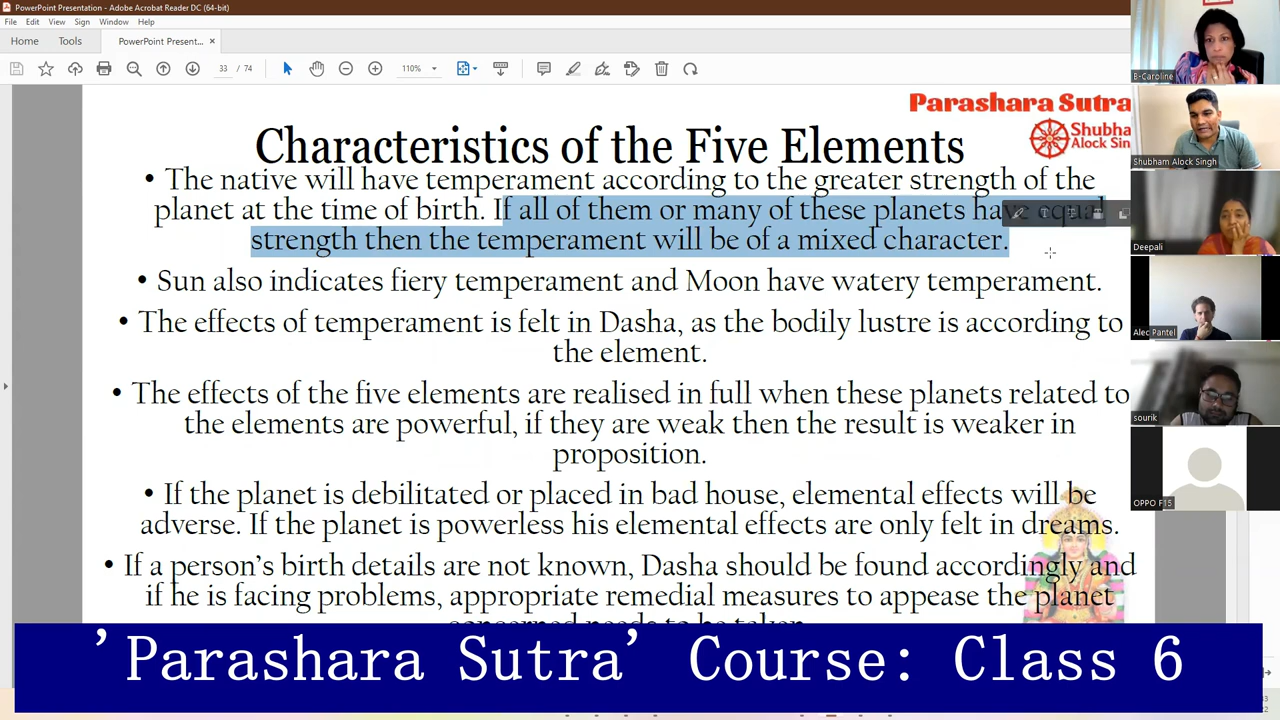 PowerPoint Presentation - Adobe Acrobat Reader DC (64-bit)
File Edit View Sign Window Help
Home Tools PowerPoint Present... ×
33 / 74 110%
Parashara Sutra
Shubha
Alock Sin
Characteristics of the Five Elements
• The native will have temperament according to the greater strength of the
planet at the time of birth. If all of them or many of these planets have equal
strength then the temperament will be of a mixed character.
• Sun also indicates fiery temperament and Moon have watery temperament.
• The effects of temperament is felt in Dasha, as the bodily lustre is according to
the element.
• The effects of the five elements are realised in full when these planets related to
the elements are powerful, if they are weak then the result is weaker in
proposition.
• If the planet is debilitated or placed in bad house, elemental effects will be
adverse. If the planet is powerless his elemental effects are only felt in dreams.
• If a person's birth details are not known, Dasha should be found accordingly and
if he is facing problems, appropriate remedial measures to appease the planet
concerned needs to be taken.
B-Caroline
Shubham Alock Singh
Deepali
Alec Pantel
sourik
OPPO F15
'Parashara Sutra' Course: Class 6